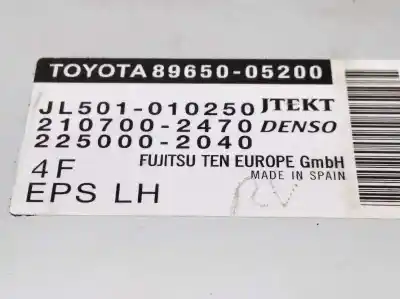 TOYOTA 89650-05200
JL501-010250 JTEKT
210700-2470 DENSO
225000-2040
4F FUJITSU TEN EUROPE GmbH
MADE IN SPAIN
EPS LH